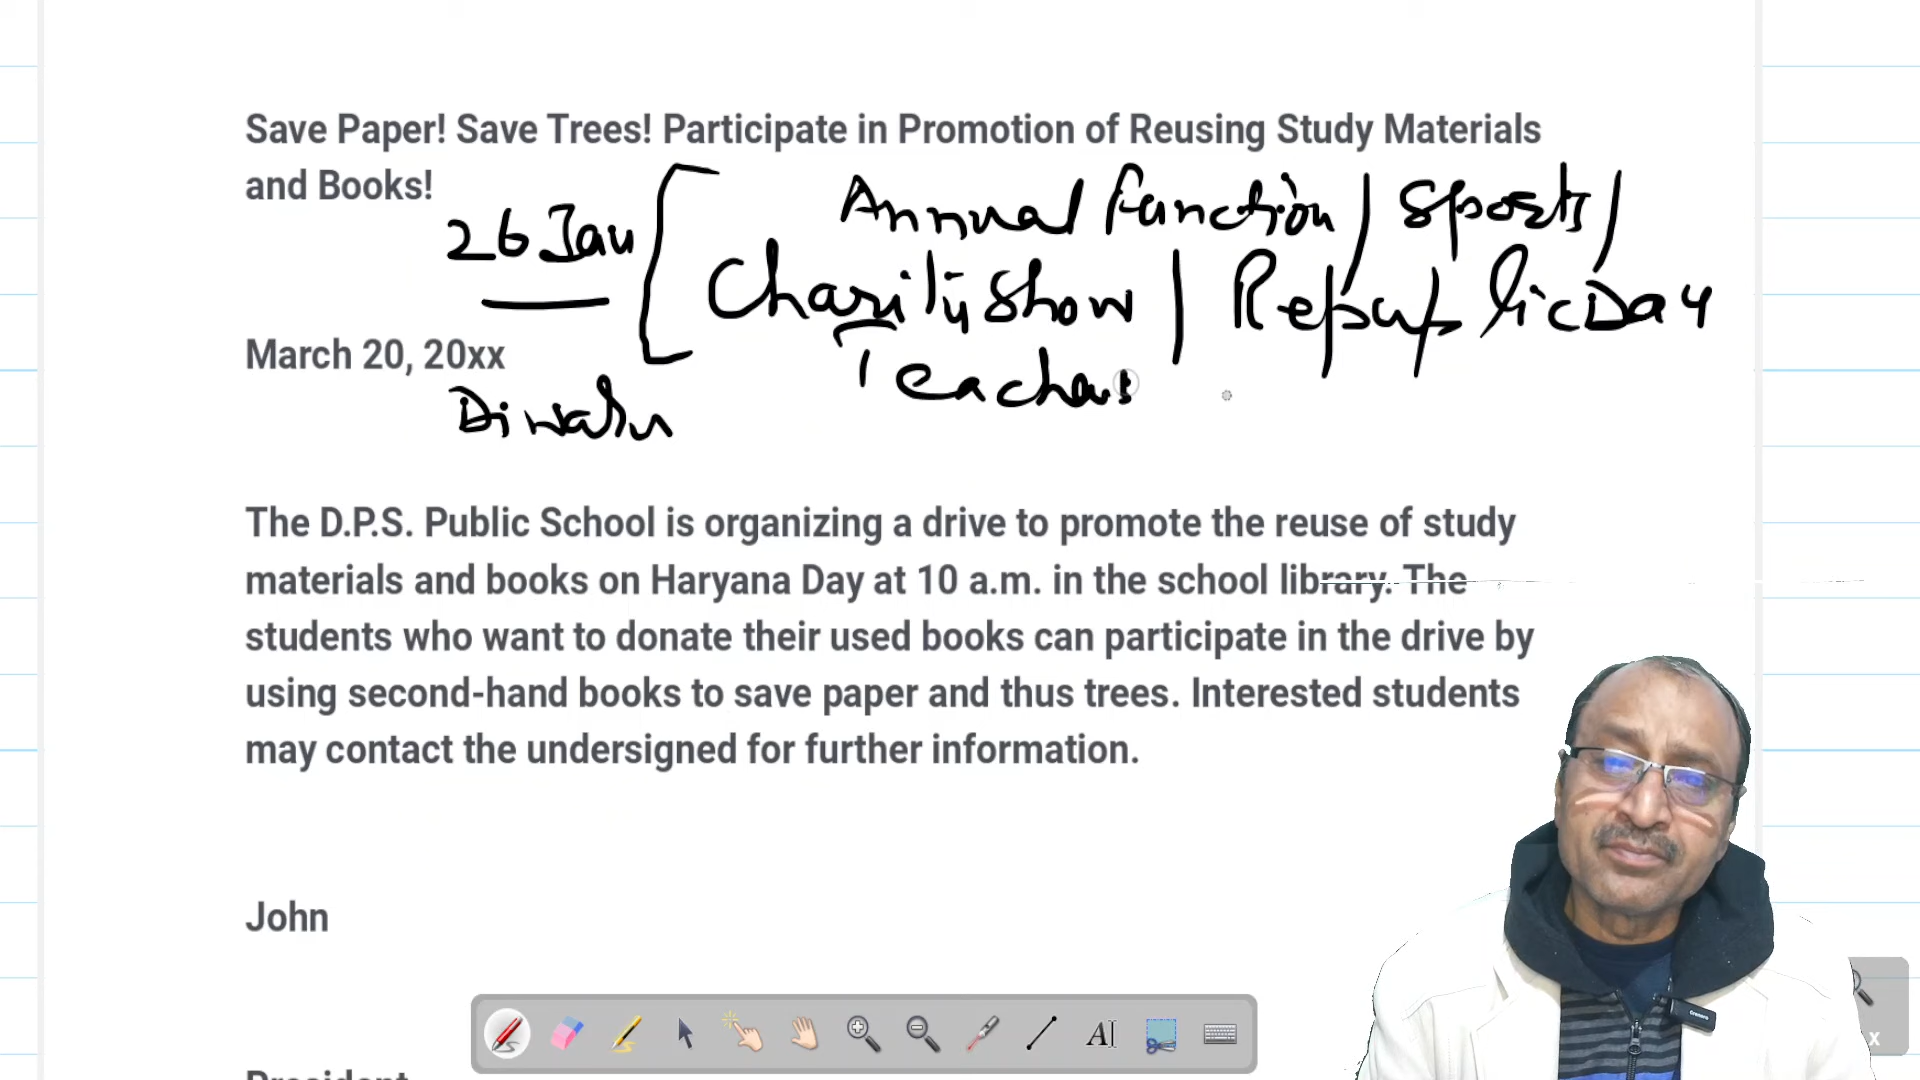 Save Paper! Save Trees! Participate in Promotion of Reusing Study Materials
and Books!
Annual Function / Sports /
26 Jan
Charity Show | Republic Day
March 20, 20xx
Teachers
The D.P.S. Public School is organizing a drive to promote the reuse of study
materials and books on Haryana Day at 10 a.m. in the school library. The
students who want to donate their used books can participate in the drive by
using second-hand books to save paper and thus trees. Interested students
may contact the undersigned for further information.
John
President